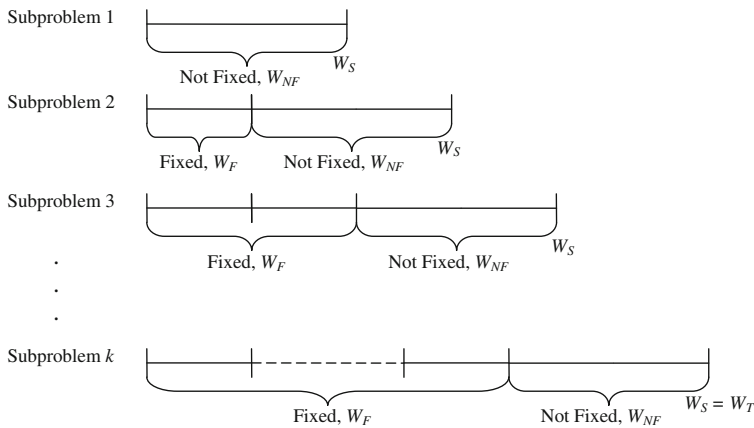 Subproblem 1
W_S
Not Fixed, W_NF
Subproblem 2
W_S
Fixed, W_F
Not Fixed, W_NF
Subproblem 3
W_S
Fixed, W_F
Not Fixed, W_NF
.
.
.
Subproblem k
W_S = W_T
Fixed, W_F
Not Fixed, W_NF